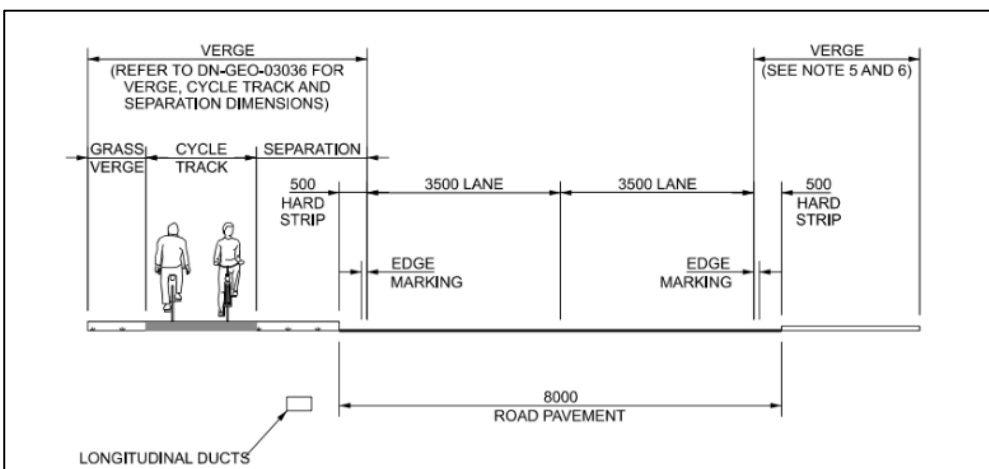 VERGE
(REFER TO DN-GEO-03036 FOR
VERGE, CYCLE TRACK AND
SEPARATION DIMENSIONS)
VERGE
(SEE NOTE 5 AND 6)
GRASS
VERGE
CYCLE
TRACK
SEPARATION
500
HARD
STRIP
3500 LANE
3500 LANE
500
HARD
STRIP
EDGE
MARKING
EDGE
MARKING
8000
ROAD PAVEMENT
LONGITUDINAL DUCTS